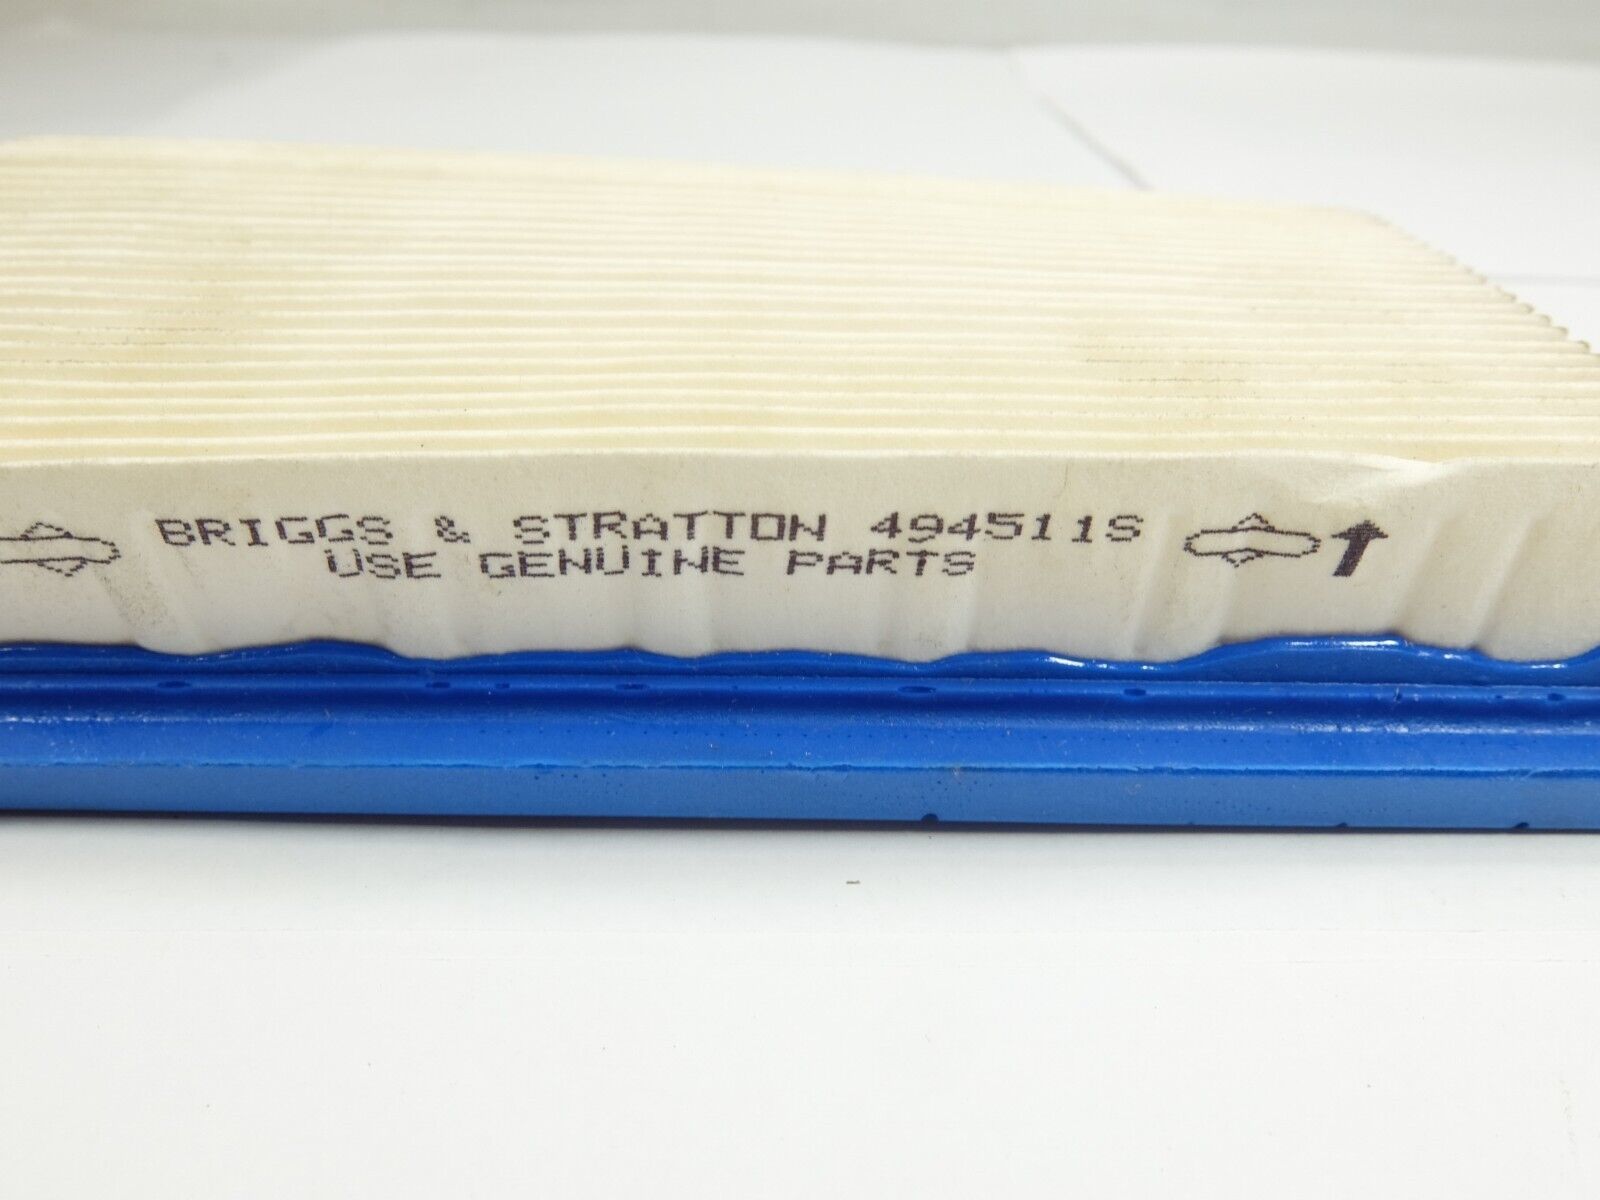 BRIGGS & STRATTON 494511S
USE GENUINE PARTS